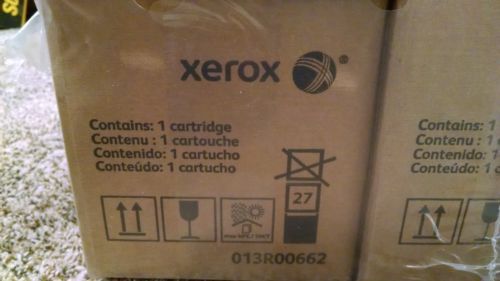 xerox ®
Contains: 1 cartridge
Contenu : 1 cartouche
Contenido: 1 cartucho
Conteúdo: 1 cartucho
27
013R00662
Contains: 1 c
Contenu : 1 c
Contenido: 1
Conteúdo: 1